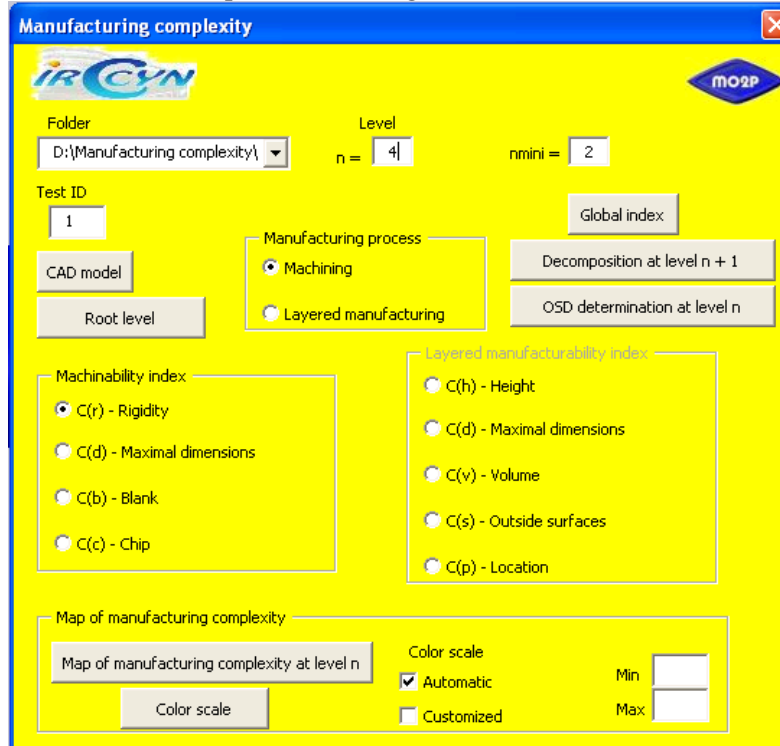 Manufacturing complexity
IRCCYN
MO2P
Folder
Level
D:\Manufacturing complexity\
n = 4
nmini = 2
Test ID
1
Global index
Manufacturing process
Machining
Layered manufacturing
CAD model
Root level
Decomposition at level n + 1
OSD determination at level n
Machinability index
C(r) - Rigidity
C(d) - Maximal dimensions
C(b) - Blank
C(c) - Chip
Layered manufacturability index
C(h) - Height
C(d) - Maximal dimensions
C(v) - Volume
C(s) - Outside surfaces
C(p) - Location
Map of manufacturing complexity
Map of manufacturing complexity at level n
Color scale
Color scale
Automatic
Customized
Min
Max